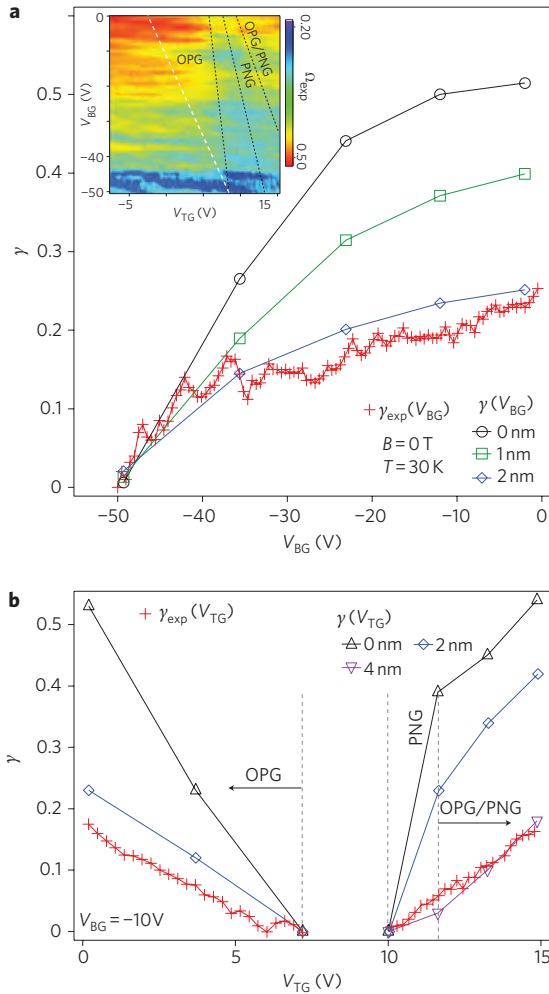 a
0
−10
−20
−30
−40
−50
V_BG (V)
OPG
OPG/PNG
PNG
−5
5
15
V_TG (V)
0.20
Ω_exp
0.50
0.5
0.4
0.3
0.2
0.1
0
γ
+ γ_exp (V_BG)
B = 0 T
T = 30 K
γ (V_BG)
0 nm
1 nm
2 nm
−50
−40
−30
−20
−10
0
V_BG (V)
b
+ γ_exp (V_TG)
γ (V_TG)
0 nm
2 nm
4 nm
0.5
0.4
0.3
0.2
0.1
0
γ
OPG
PNG
OPG/PNG
V_BG = −10V
0
5
10
15
V_TG (V)